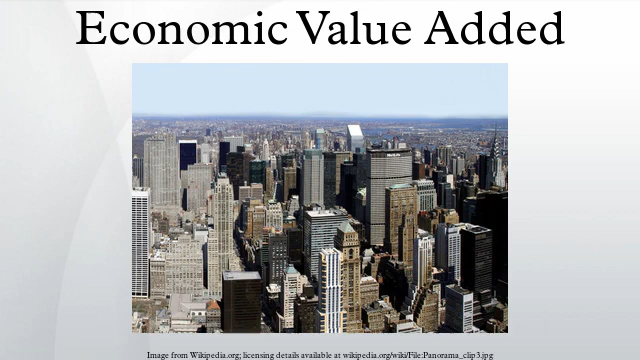 Economic Value Added
Image from Wikipedia.org; licensing details available at wikipedia.org/wiki/File:Panorama_clip3.jpg